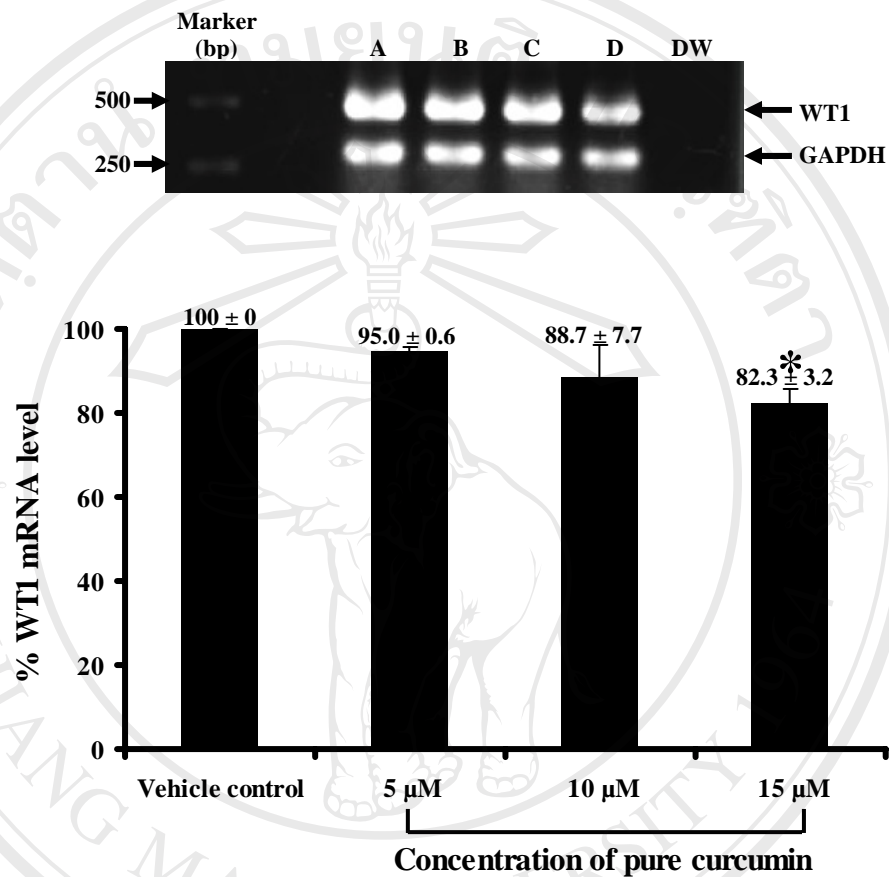 Marker
(bp) A B C D DW
500 WT1
250 GAPDH
% WT1 mRNA level
100
80
60
40
20
0
100 ± 0
95.0 ± 0.6
88.7 ± 7.7
*
82.3 ± 3.2
Vehicle control 5 µM 10 µM 15 µM
Concentration of pure curcumin